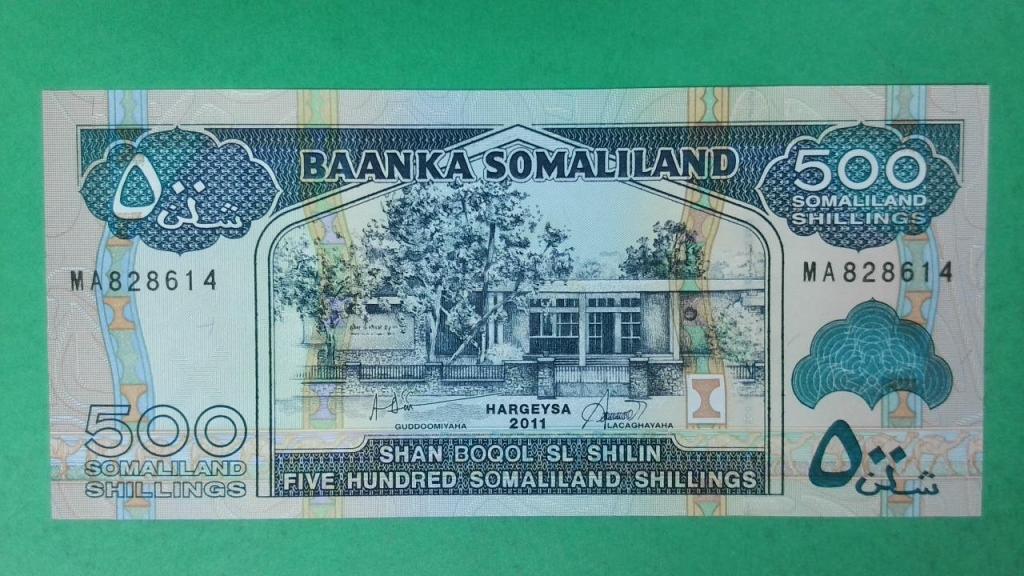 BAANKA SOMALILAND
٥٠٠
شلن
500
SOMALILAND
SHILLINGS
MA828614
MA828614
HARGEYSA
2011
GUDDOOMIYAHA
LACAGHAYAHA
500
SOMALILAND
SHILLINGS
SHAN BOQOL SL SHILIN
FIVE HUNDRED SOMALILAND SHILLINGS
٥٠٠
شلن